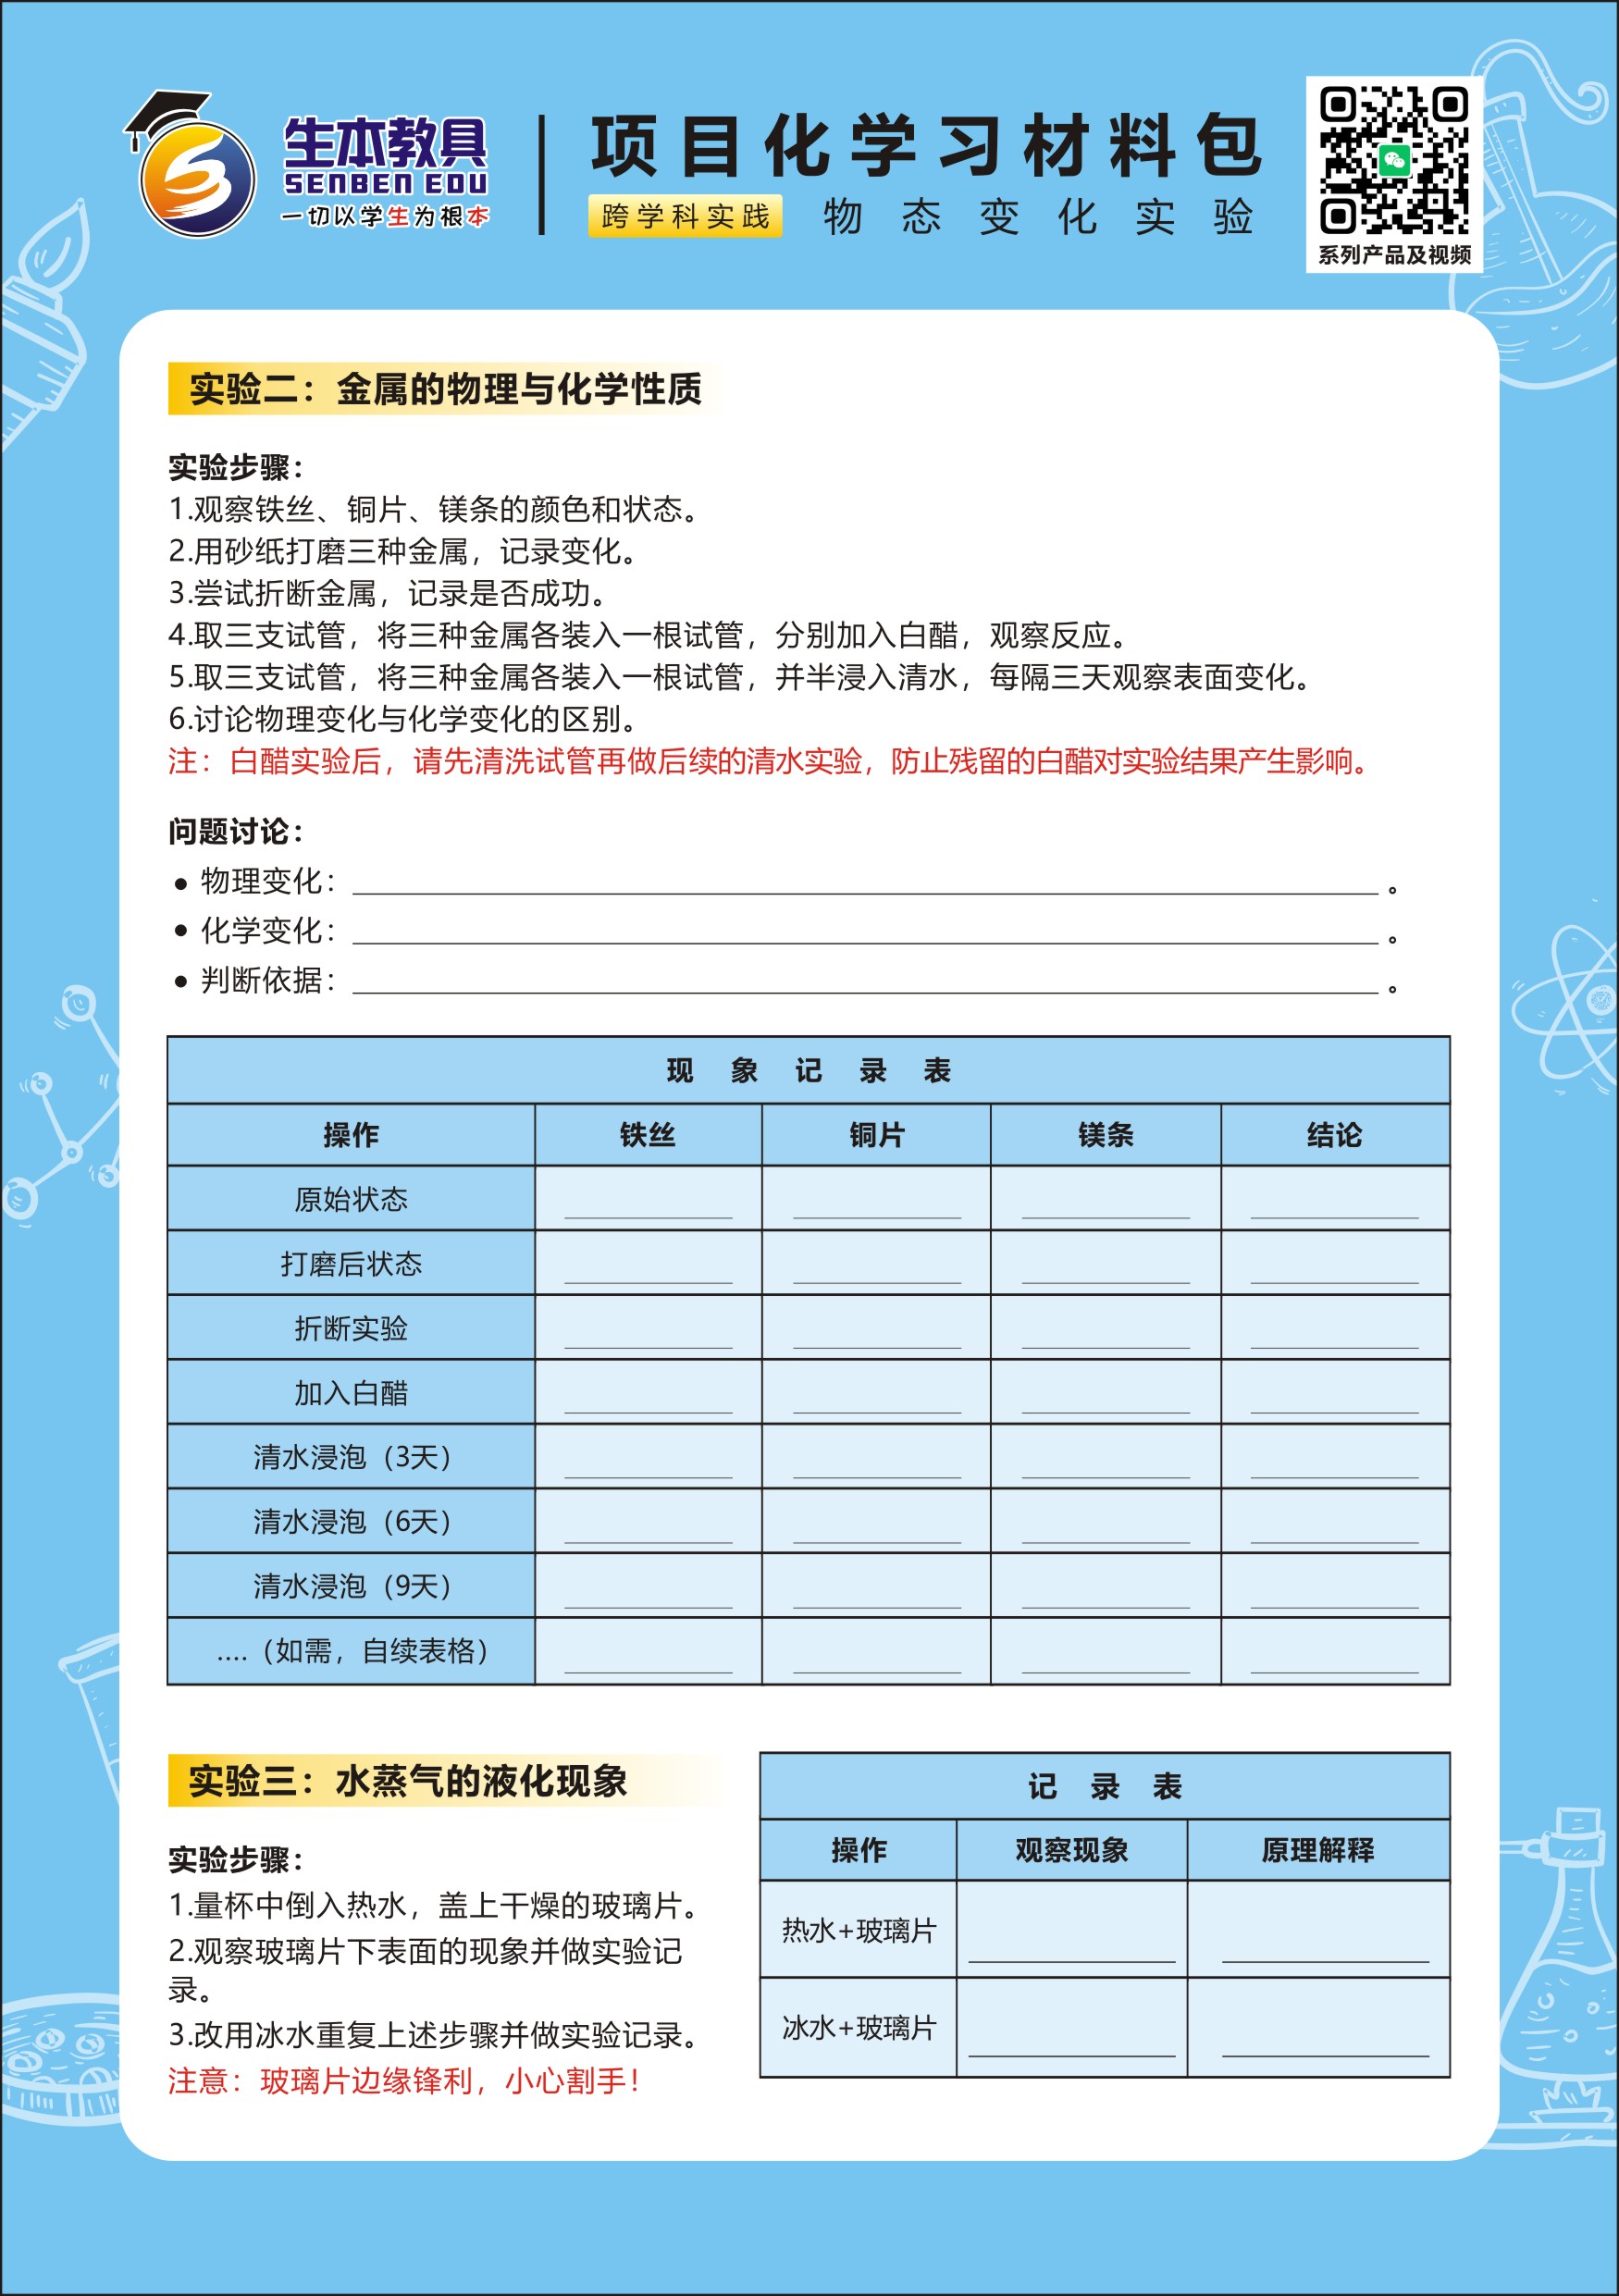 生本教具
SENBEN EDU
一切以学生为根本
项目化学习材料包
跨学科实践 物态变化实验
系列产品及视频
实验二：金属的物理与化学性质
实验步骤：
1.观察铁丝、铜片、镁条的颜色和状态。
2.用砂纸打磨三种金属，记录变化。
3.尝试折断金属，记录是否成功。
4.取三支试管，将三种金属各装入一根试管，分别加入白醋，观察反应。
5.取三支试管，将三种金属各装入一根试管，并半浸入清水，每隔三天观察表面变化。
6.讨论物理变化与化学变化的区别。
注：白醋实验后，请先清洗试管再做后续的清水实验，防止残留的白醋对实验结果产生影响。
问题讨论：
● 物理变化：________。
● 化学变化：________。
● 判断依据：________。
现象记录表
操作 铁丝 铜片 镁条 结论
原始状态
打磨后状态
折断实验
加入白醋
清水浸泡（3天）
清水浸泡（6天）
清水浸泡（9天）
....（如需，自续表格）
实验三：水蒸气的液化现象
实验步骤：
1.量杯中倒入热水，盖上干燥的玻璃片。
2.观察玻璃片下表面的现象并做实验记
录。
3.改用冰水重复上述步骤并做实验记录。
注意：玻璃片边缘锋利，小心割手！
记录表
操作 观察现象 原理解释
热水+玻璃片
冰水+玻璃片